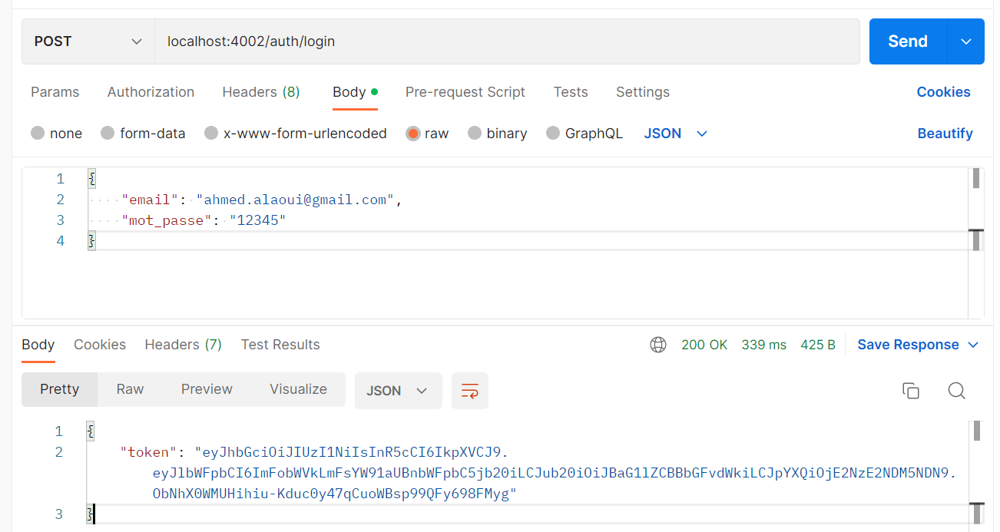 POST localhost:4002/auth/login Send
Params Authorization Headers (8) Body Pre-request Script Tests Settings Cookies
none form-data x-www-form-urlencoded raw binary GraphQL JSON Beautify
1 {
2 "email": "ahmed.alaoui@gmail.com",
3 "mot_passe": "12345"
4 }
Body Cookies Headers (7) Test Results 200 OK 339 ms 425 B Save Response
Pretty Raw Preview Visualize JSON
1 {
2 "token": "eyJhbGciOiJIUzI1NiIsInR5cCI6IkpXVCJ9.
eyJlbWFpbCI6ImFobWVkLmFsYW91aUBnbWFpbC5jb20iLCJub20iOiJBaG1lZCBBbGFvdWkiLCJpYXQiOjE2NzE2NDM5NDN9.
ObNhX0WMUHihiu-Kduc0y47qCuoWBsp99QFy698FMyg"
3 }